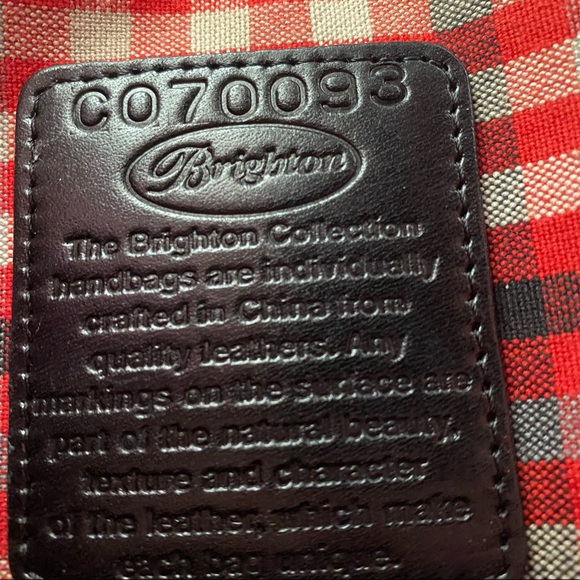 C070093
Brighton
The Brighton Collection
handbags are individually
crafted in China from
quality leathers. Any
markings on the surface are
part of the natural beauty,
texture and character
of the leather, which make
each bag unique.